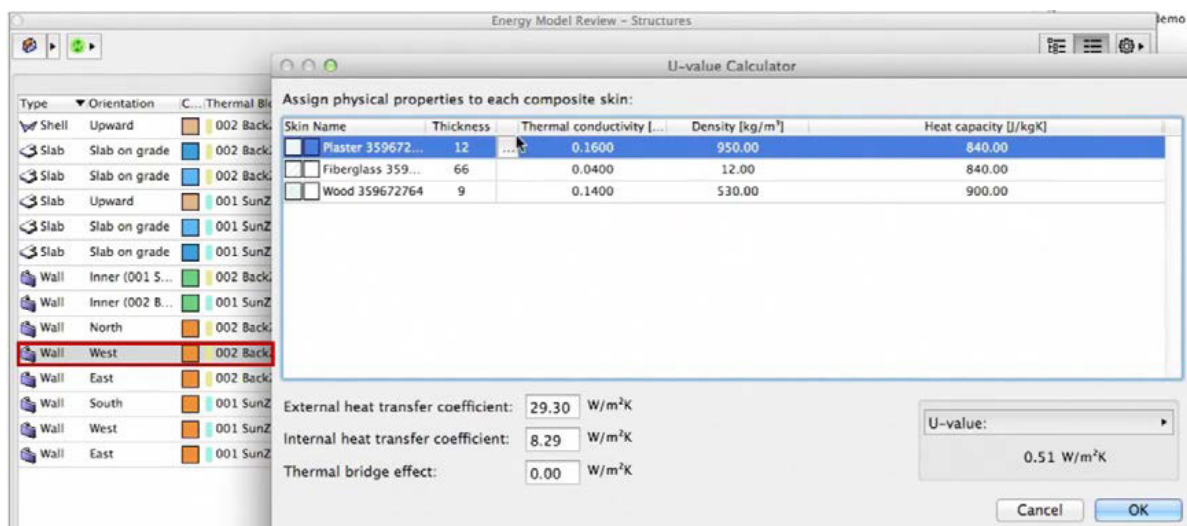 Energy Model Review - Structures
demo
U-value Calculator
Type Orientation C... Thermal Blo
Shell Upward 002 Back
Slab Slab on grade 002 Back
Slab Slab on grade 002 Back
Slab Upward 001 SunZ
Slab Slab on grade 001 SunZ
Slab Slab on grade 001 SunZ
Wall Inner (001 S... 002 Back
Wall Inner (002 B... 001 SunZ
Wall North 002 Back
Wall West 002 Back
Wall East 002 Back
Wall South 001 SunZ
Wall West 001 SunZ
Wall East 001 SunZ
Assign physical properties to each composite skin:
Skin Name Thickness Thermal conductivity [... Density [kg/m³] Heat capacity [J/kgK]
Plaster 359672... 12 ... 0.1600 950.00 840.00
Fiberglass 359... 66 0.0400 12.00 840.00
Wood 359672764 9 0.1400 530.00 900.00
External heat transfer coefficient: 29.30 W/m²K
Internal heat transfer coefficient: 8.29 W/m²K
Thermal bridge effect: 0.00 W/m²K
U-value:
0.51 W/m²K
Cancel OK